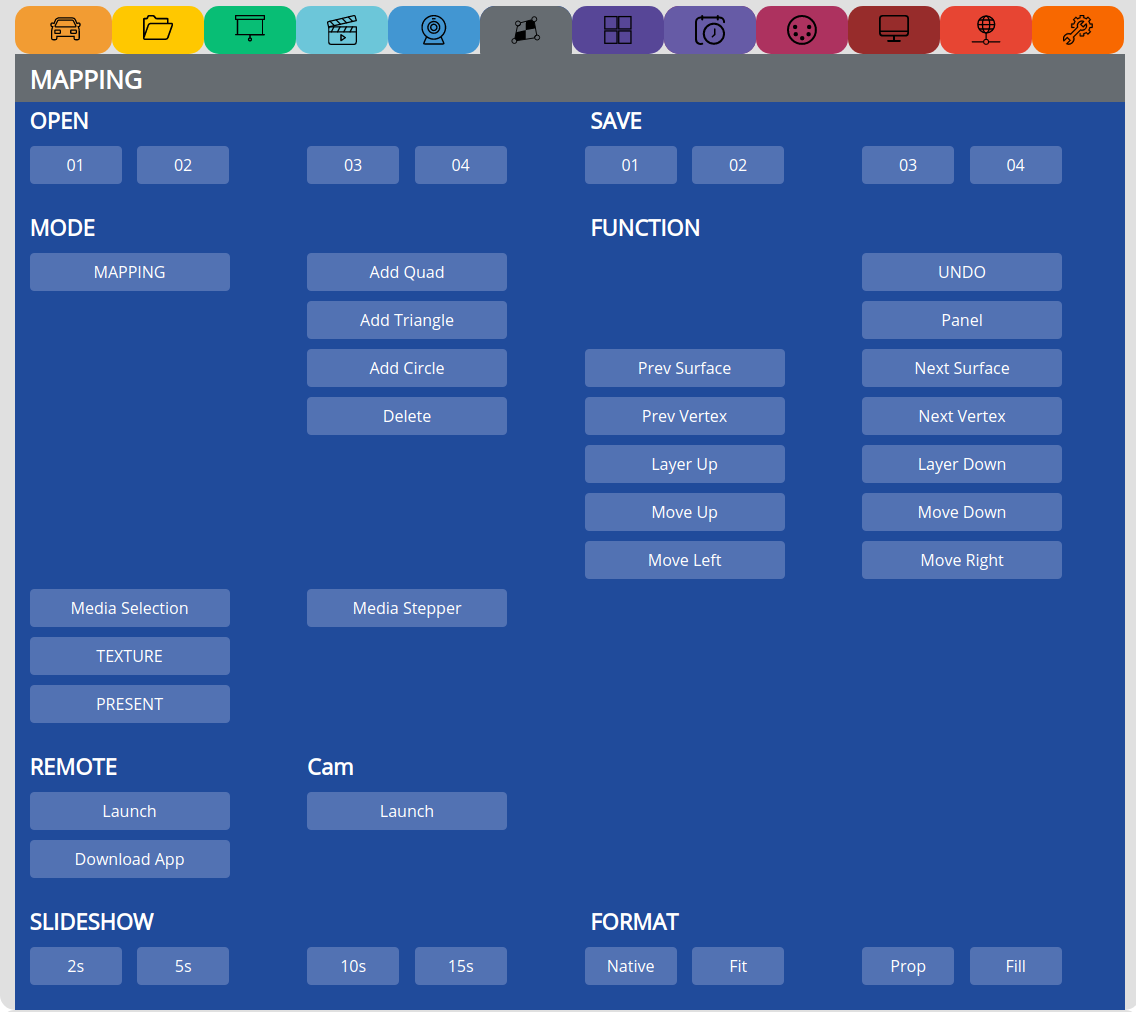 MAPPING
OPEN SAVE
01 02 03 04 01 02 03 04
MODE FUNCTION
MAPPING Add Quad UNDO
Add Triangle Panel
Add Circle Prev Surface Next Surface
Delete Prev Vertex Next Vertex
Layer Up Layer Down
Move Up Move Down
Move Left Move Right
Media Selection Media Stepper
TEXTURE
PRESENT
REMOTE Cam
Launch Launch
Download App
SLIDESHOW FORMAT
2s 5s 10s 15s Native Fit Prop Fill